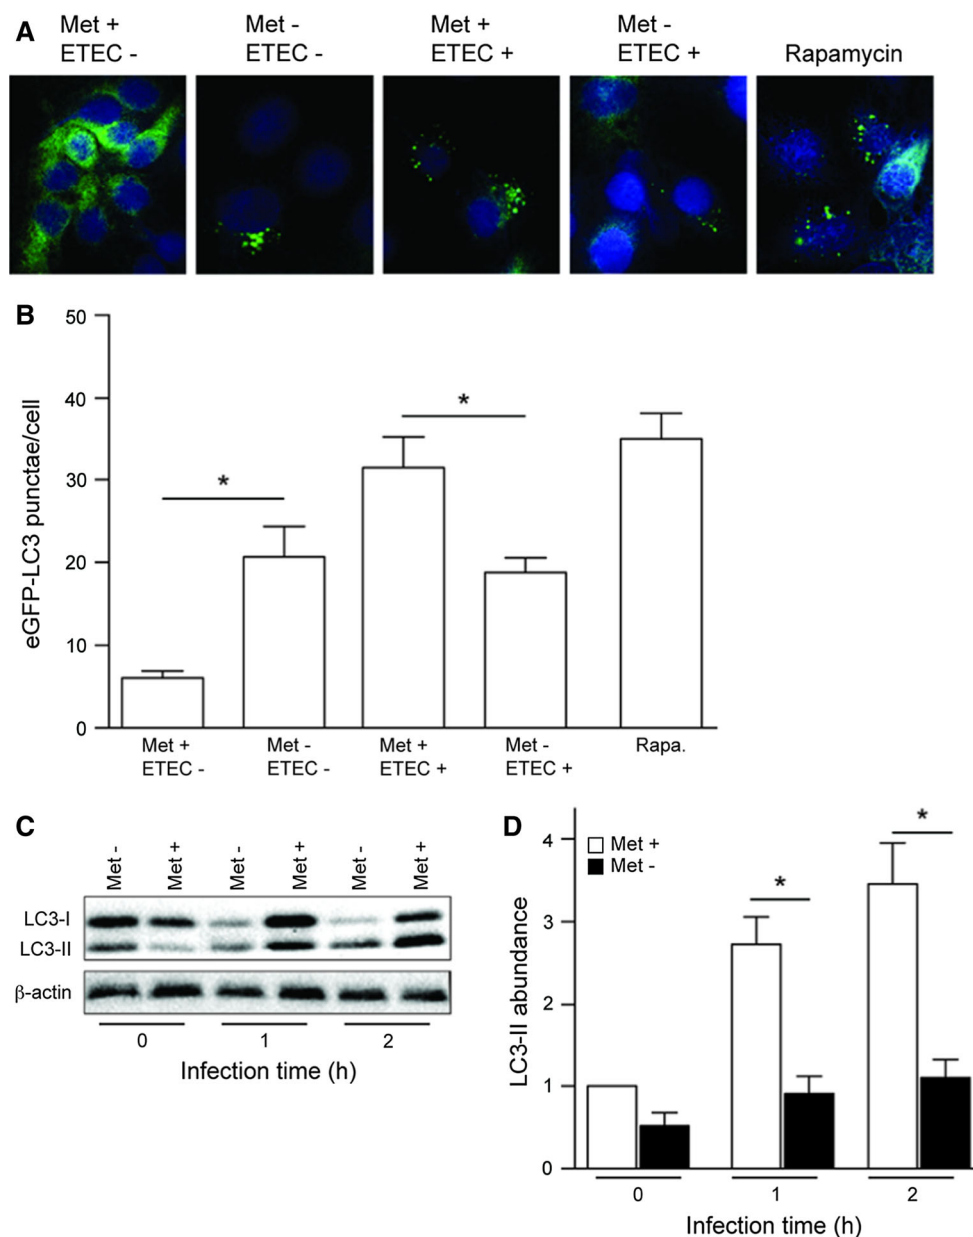 A
Met +
ETEC -
Met -
ETEC -
Met +
ETEC +
Met -
ETEC +
Rapamycin
B
eGFP-LC3 punctae/cell
50
40
30
20
10
0
*
*
Met +
ETEC -
Met -
ETEC -
Met +
ETEC +
Met -
ETEC +
Rapa.
C
Met -
Met +
Met -
Met +
Met -
Met +
LC3-I
LC3-II
β-actin
0
1
2
Infection time (h)
D
LC3-II abundance
4
3
2
1
0
Met +
Met -
*
*
0
1
2
Infection time (h)